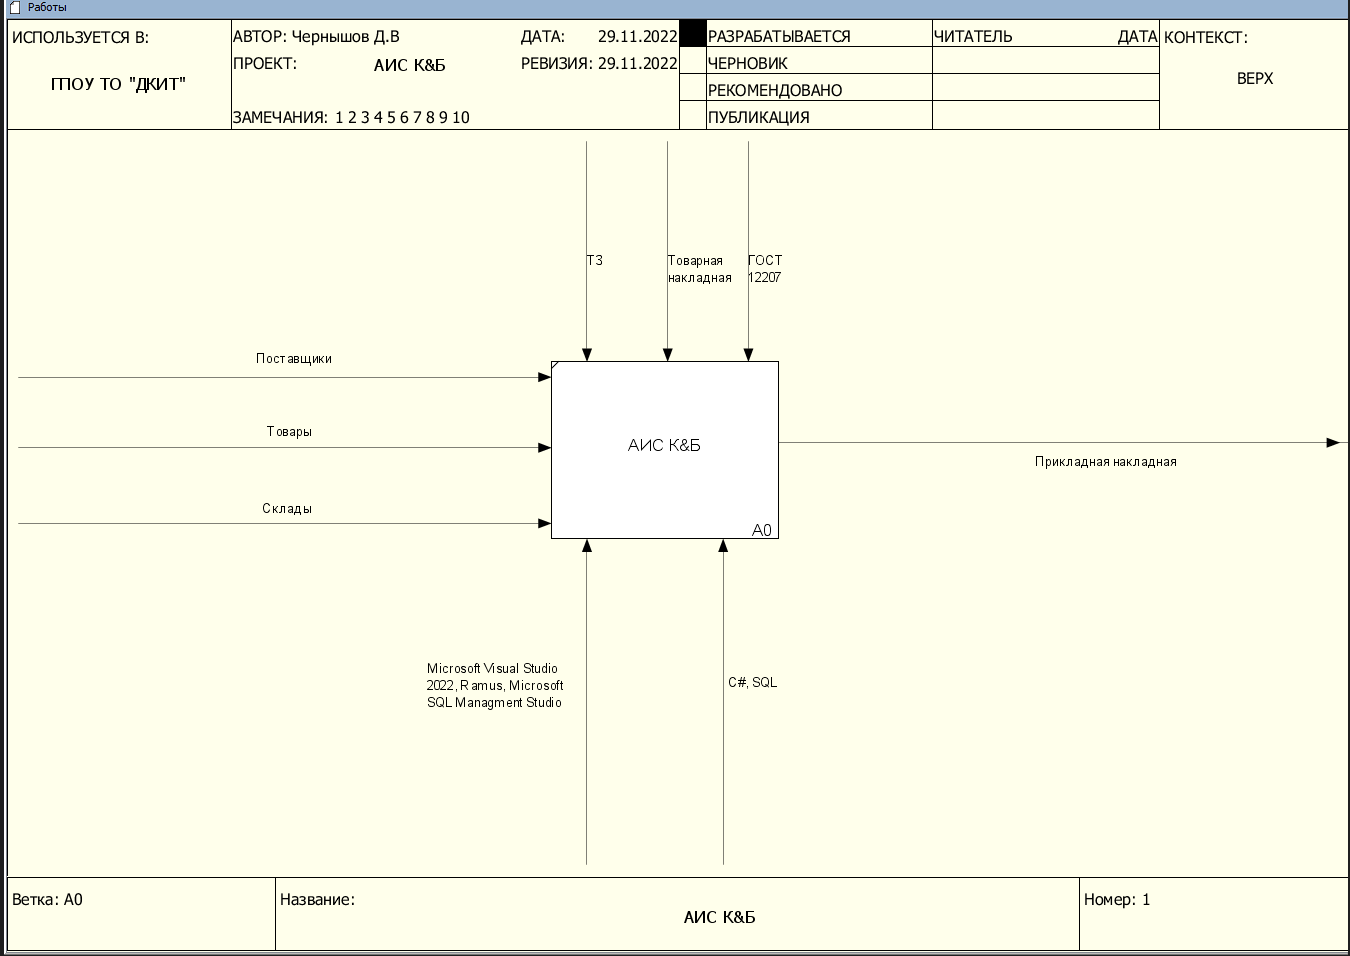 Работы
ИСПОЛЬЗУЕТСЯ В:
ГПОУ ТО "ДКИТ"
АВТОР: Чернышов Д.В
ДАТА: 29.11.2022
ПРОЕКТ: АИС К&Б
РЕВИЗИЯ: 29.11.2022
ЗАМЕЧАНИЯ: 1 2 3 4 5 6 7 8 9 10
РАЗРАБАТЫВАЕТСЯ
ЧЕРНОВИК
РЕКОМЕНДОВАНО
ПУБЛИКАЦИЯ
ЧИТАТЕЛЬ ДАТА
КОНТЕКСТ:
ВЕРХ
ТЗ
Товарная
накладная
ГОСТ
12207
Поставщики
Товары
Склады
АИС К&Б
A0
Прикладная накладная
Microsoft Visual Studio
2022, Ramus, Microsoft
SQL Managment Studio
C#, SQL
Ветка: A0
Название:
АИС К&Б
Номер: 1